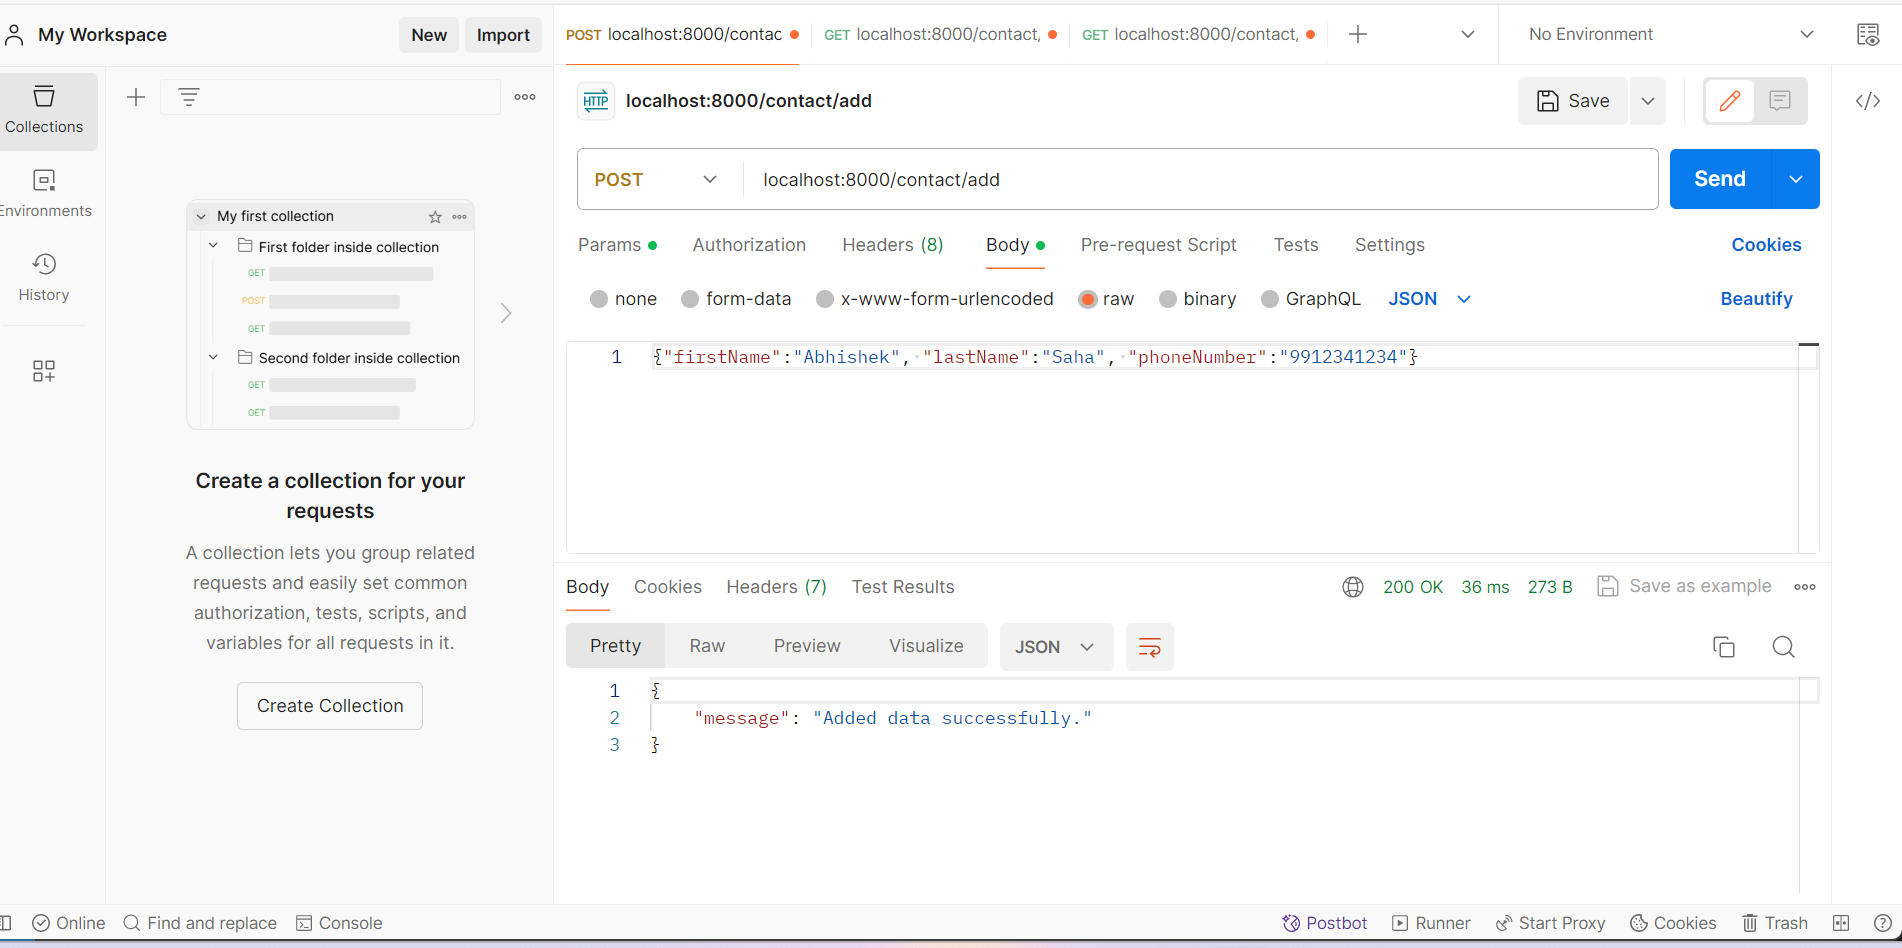 My Workspace
New
Import
POST localhost:8000/contac
GET localhost:8000/contact,
GET localhost:8000/contact,
No Environment
Collections
Environments
History
My first collection
First folder inside collection
GET
POST
GET
Second folder inside collection
GET
GET
Create a collection for your
requests
A collection lets you group related
requests and easily set common
authorization, tests, scripts, and
variables for all requests in it.
Create Collection
HTTP localhost:8000/contact/add
Save
POST localhost:8000/contact/add
Send
Params Authorization Headers (8) Body Pre-request Script Tests Settings Cookies
none form-data x-www-form-urlencoded raw binary GraphQL JSON Beautify
1 {"firstName":"Abhishek", "lastName":"Saha", "phoneNumber":"9912341234"}
Body Cookies Headers (7) Test Results 200 OK 36 ms 273 B Save as example
Pretty Raw Preview Visualize JSON
1 {
2 "message": "Added data successfully."
3 }
Online Find and replace Console Postbot Runner Start Proxy Cookies Trash